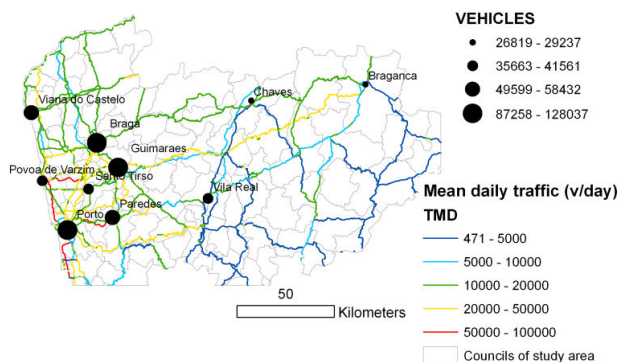 VEHICLES
26819 - 29237
35663 - 41561
49599 - 58432
87258 - 128037
Braganca
Chaves
Viana do Castelo
Braga
Guimaraes
Povoa de Varzim
Santo Tirso
Vila Real
Paredes
Porto
Mean daily traffic (v/day)
TMD
471 - 5000
5000 - 10000
10000 - 20000
20000 - 50000
50000 - 100000
Councils of study area
50
Kilometers